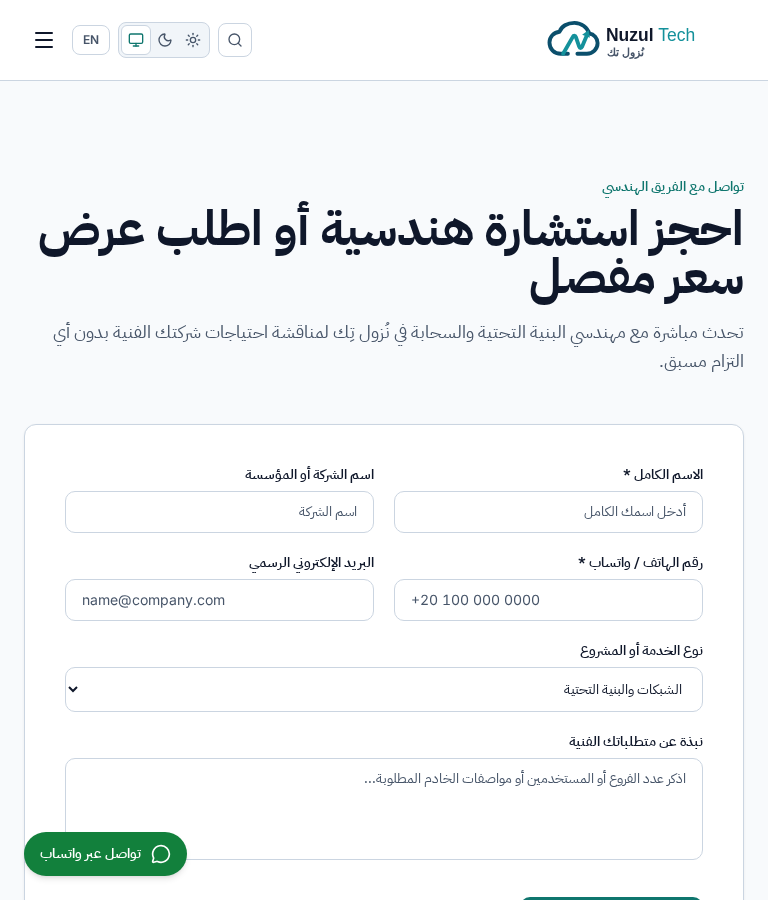 Nuzul Tech
نُزول تك
EN
تواصل مع الفريق الهندسي
احجز استشارة هندسية أو اطلب عرض
سعر مفصل
تحدث مباشرة مع مهندسي البنية التحتية والسحابة في نُزول تِك لمناقشة احتياجات شركتك الفنية بدون أي
التزام مسبق.
الاسم الكامل *
اسم الشركة أو المؤسسة
أدخل اسمك الكامل
اسم الشركة
رقم الهاتف / واتساب *
البريد الإلكتروني الرسمي
+20 100 000 0000
name@company.com
نوع الخدمة أو المشروع
الشبكات والبنية التحتية
نبذة عن متطلباتك الفنية
اذكر عدد الفروع أو المستخدمين أو مواصفات الخادم المطلوبة...
تواصل عبر واتساب